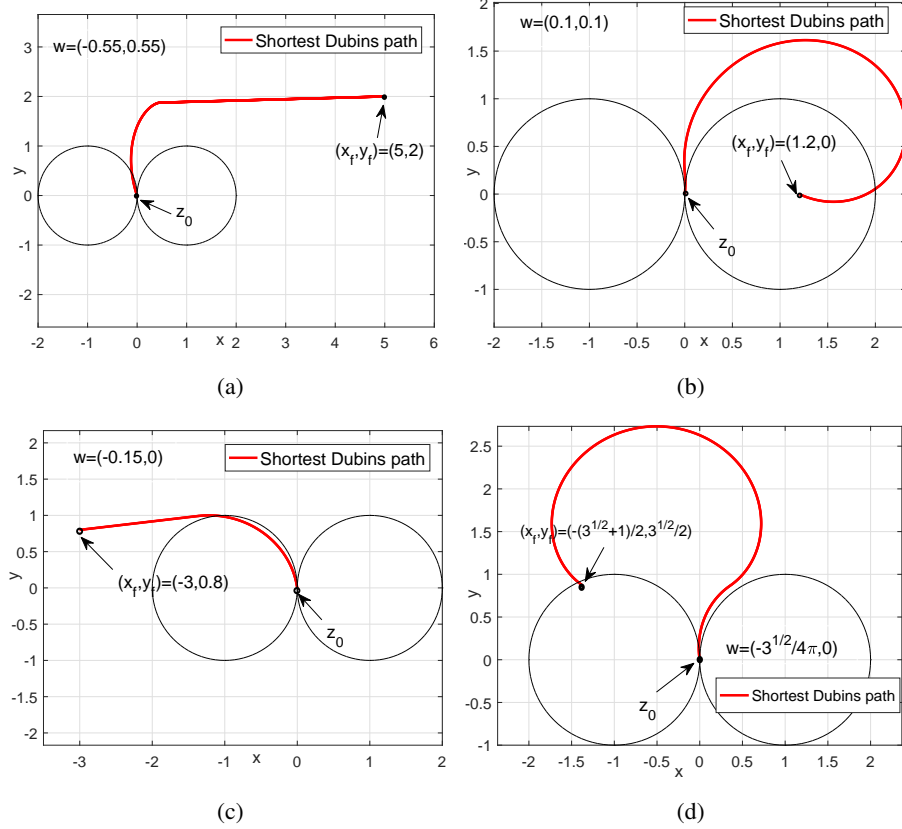 w=(-0.55,0.55)
Shortest Dubins path
3
2
1
0
-1
-2
y
(x_f,y_f)=(5,2)
z_0
-2 -1 0 1 2 3 4 5 6
x
(a)
w=(0.1,0.1)
Shortest Dubins path
2
1.5
1
0.5
0
-0.5
-1
y
(x_f,y_f)=(1.2,0)
z_0
-2 -1.5 -1 -0.5 0 0.5 1 1.5 2
x
(b)
w=(-0.15,0)
Shortest Dubins path
2
1.5
1
0.5
0
-0.5
-1
-1.5
-2
y
(x_f,y_f)=(-3,0.8)
z_0
-3 -2 -1 0 1 2
x
(c)
2.5
2
1.5
1
0.5
0
-0.5
-1
y
(x_f,y_f)=(-(3^{1/2}+1)/2,3^{1/2}/2)
w=(-3^{1/2}/4π,0)
z_0
Shortest Dubins path
-2 -1.5 -1 -0.5 0 0.5 1 1.5 2
x
(d)